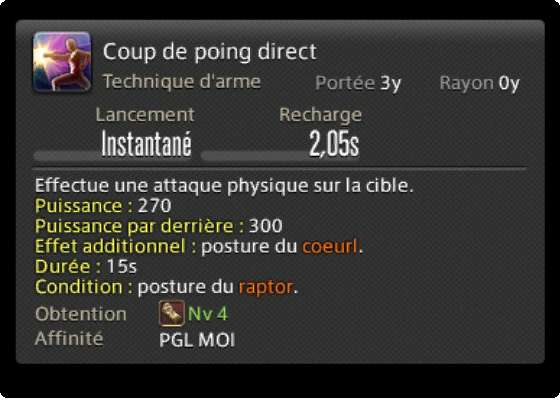 Coup de poing direct
Technique d'arme Portée 3y Rayon 0y
Lancement Recharge
Instantané 2,05s
Effectue une attaque physique sur la cible.
Puissance : 270
Puissance par derrière : 300
Effet additionnel : posture du coeurl.
Durée : 15s
Condition : posture du raptor.
Obtention Nv 4
Affinité PGL MOI